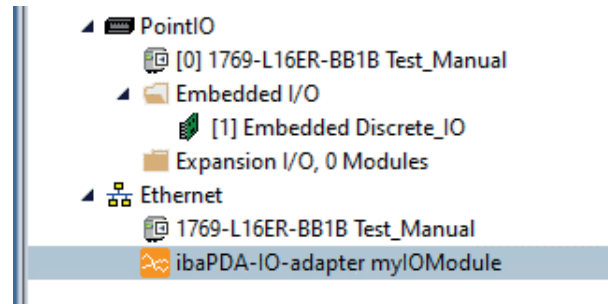 PointIO
[0] 1769-L16ER-BB1B Test_Manual
Embedded I/O
[1] Embedded Discrete_IO
Expansion I/O, 0 Modules
Ethernet
1769-L16ER-BB1B Test_Manual
ibaPDA-IO-adapter myIOModule